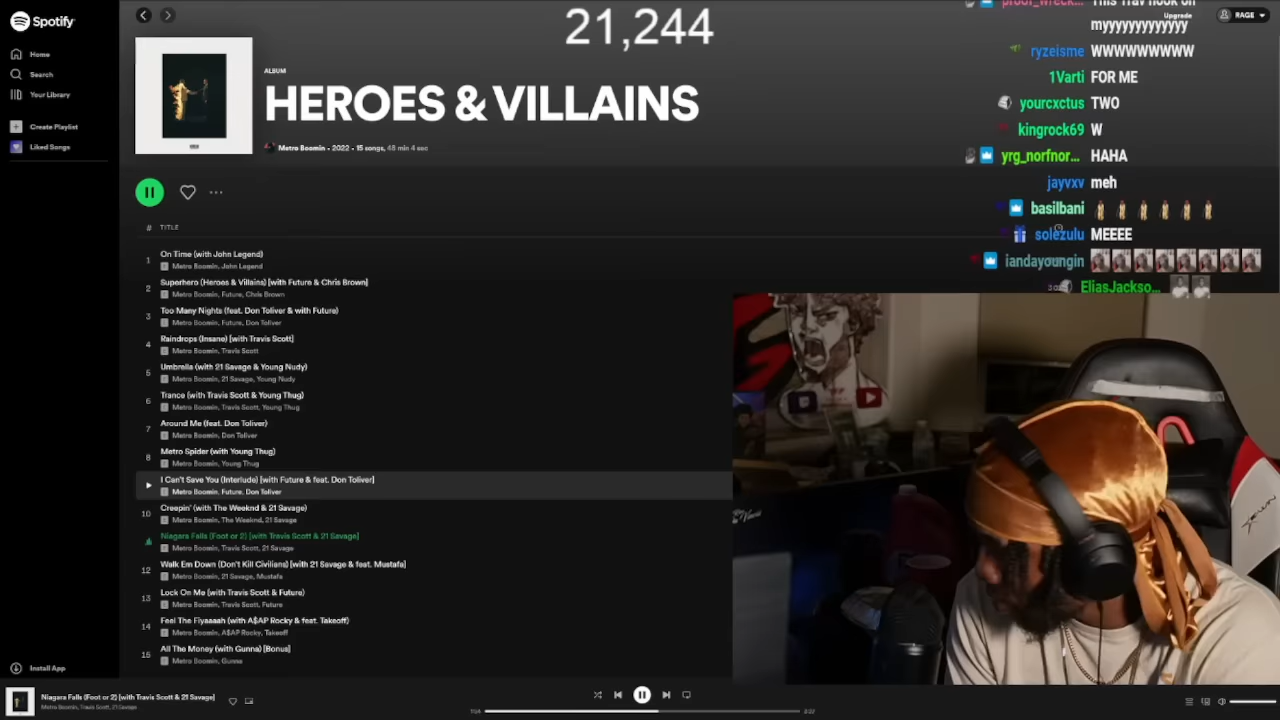 Spotify
Home
Search
Your Library
Create Playlist
Liked Songs
Install App
21,244
Upgrade
RAGE
ALBUM
HEROES & VILLAINS
Metro Boomin • 2022 • 15 songs, 48 min 4 sec
# TITLE
1 On Time (with John Legend)
E Metro Boomin, John Legend
2 Superhero (Heroes & Villains) [with Future & Chris Brown]
E Metro Boomin, Future, Chris Brown
3 Too Many Nights (feat. Don Toliver & with Future)
E Metro Boomin, Future, Don Toliver
4 Raindrops (Insane) [with Travis Scott]
E Metro Boomin, Travis Scott
5 Umbrella (with 21 Savage & Young Nudy)
E Metro Boomin, 21 Savage, Young Nudy
6 Trance (with Travis Scott & Young Thug)
E Metro Boomin, Travis Scott, Young Thug
7 Around Me (feat. Don Toliver)
E Metro Boomin, Don Toliver
8 Metro Spider (with Young Thug)
E Metro Boomin, Young Thug
I Can't Save You (Interlude) [with Future & feat. Don Toliver]
E Metro Boomin, Future, Don Toliver
10 Creepin' (with The Weeknd & 21 Savage)
E Metro Boomin, The Weeknd, 21 Savage
Niagara Falls (Foot or 2) [with Travis Scott & 21 Savage]
E Metro Boomin, Travis Scott, 21 Savage
12 Walk Em Down (Don't Kill Civilians) [with 21 Savage & feat. Mustafa]
E Metro Boomin, 21 Savage, Mustafa
13 Lock On Me (with Travis Scott & Future)
E Metro Boomin, Travis Scott, Future
14 Feel The Fiyaaaah (with A$AP Rocky & feat. Takeoff)
E Metro Boomin, A$AP Rocky, Takeoff
15 All The Money (with Gunna) [Bonus]
E Metro Boomin, Gunna
This Trav hook on
myyyyyyyyyyyy
ryzeisme WWWWWWWWW
1Varti FOR ME
yourcxctus TWO
kingrock69 W
yrg_norfnor... HAHA
jayvxv meh
basilbani
solezulu MEEEE
iandayoungin
EliasJackso...
Niagara Falls (Foot or 2) [with Travis Scott & 21 Savage]
Metro Boomin, Travis Scott, 21 Savage
3:27